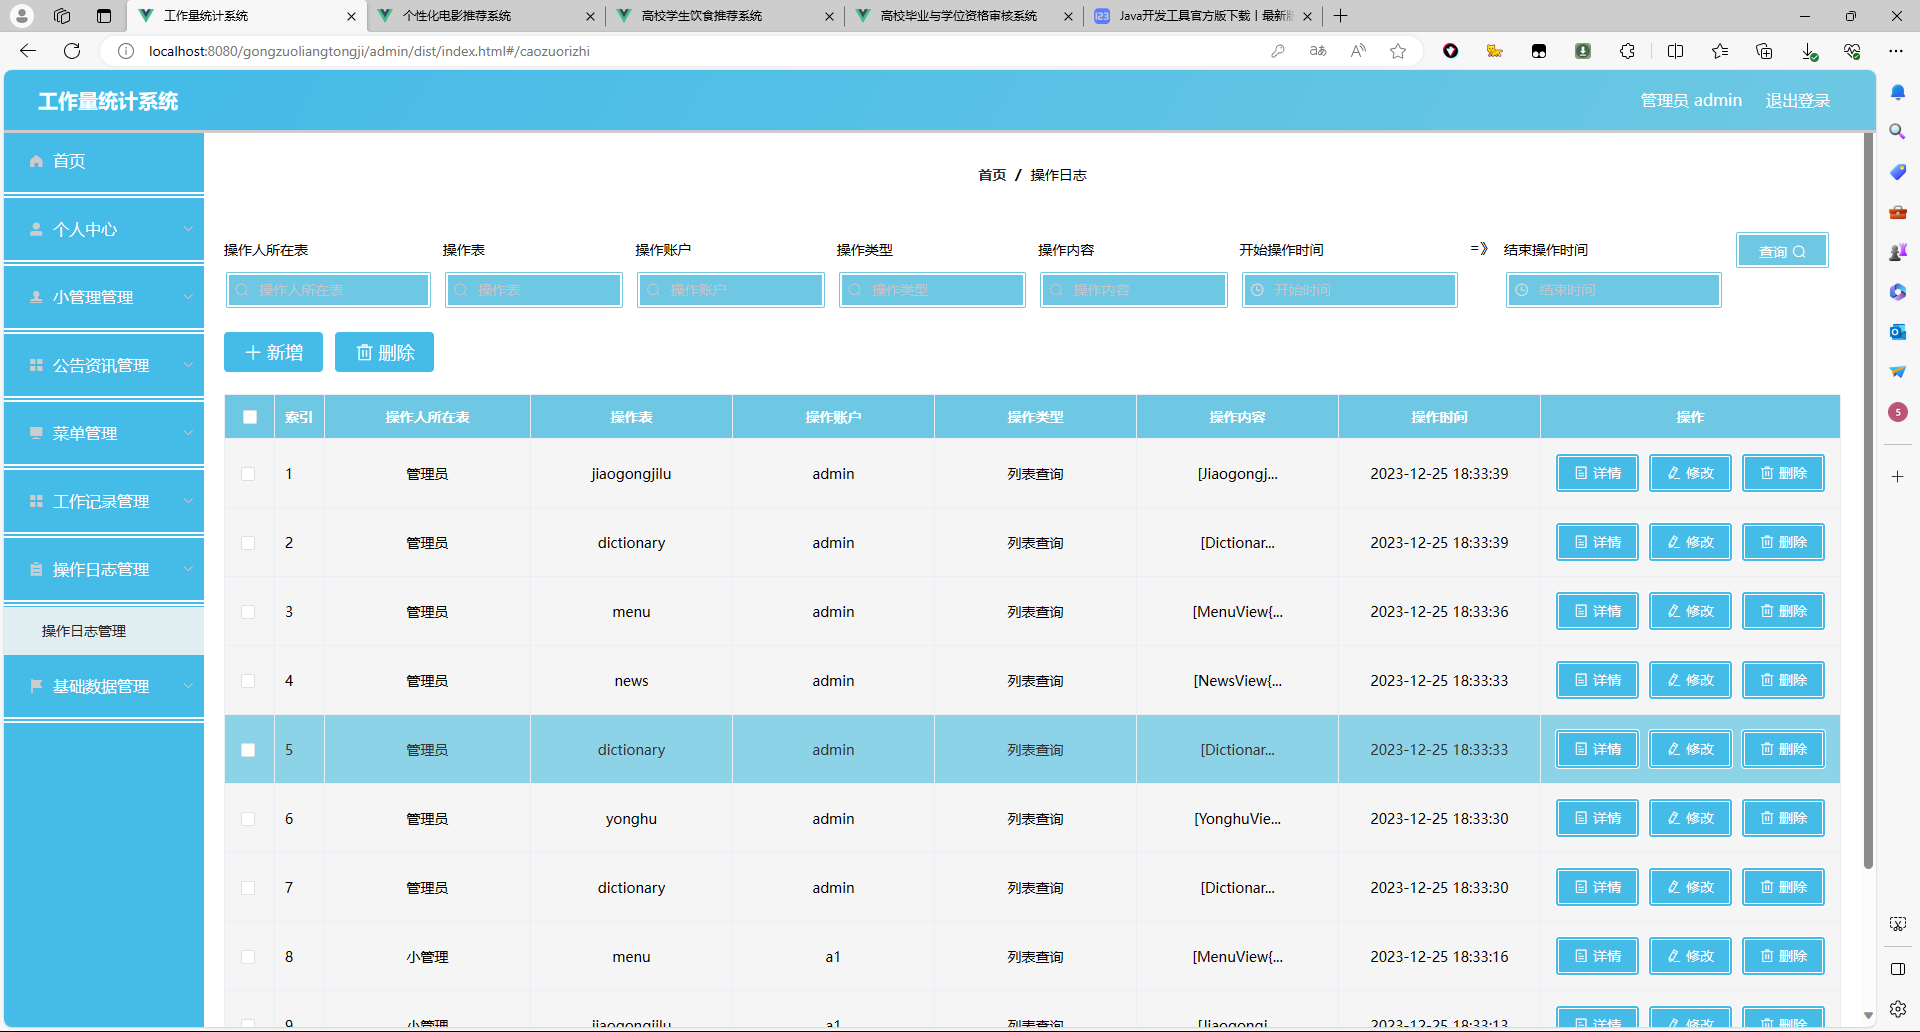 工作量统计系统
个性化电影推荐系统
高校学生饮食推荐系统
高校毕业与学位资格审核系统
Java开发工具官方版下载丨最新
localhost:8080/gongzuoliangtongji/admin/dist/index.html#/caozuorizhi
工作量统计系统
管理员 admin 退出登录
首页
个人中心
小管理管理
公告资讯管理
菜单管理
工作记录管理
操作日志管理
操作日志管理
基础数据管理
首页 / 操作日志
操作人所在表 操作表 操作账户 操作类型 操作内容 开始操作时间 =》 结束操作时间 查询
操作人所在表 操作表 操作账户 操作类型 操作内容 开始时间 结束时间
新增 删除
索引 操作人所在表 操作表 操作账户 操作类型 操作内容 操作时间 操作
1 管理员 jiaogongjilu admin 列表查询 [Jiaogongj... 2023-12-25 18:33:39 详情 修改 删除
2 管理员 dictionary admin 列表查询 [Dictionar... 2023-12-25 18:33:39 详情 修改 删除
3 管理员 menu admin 列表查询 [MenuView{... 2023-12-25 18:33:36 详情 修改 删除
4 管理员 news admin 列表查询 [NewsView{... 2023-12-25 18:33:33 详情 修改 删除
5 管理员 dictionary admin 列表查询 [Dictionar... 2023-12-25 18:33:33 详情 修改 删除
6 管理员 yonghu admin 列表查询 [YonghuVie... 2023-12-25 18:33:30 详情 修改 删除
7 管理员 dictionary admin 列表查询 [Dictionar... 2023-12-25 18:33:30 详情 修改 删除
8 小管理 menu a1 列表查询 [MenuView{... 2023-12-25 18:33:16 详情 修改 删除
9 小管理 jiaogongjilu a1 列表查询 [Jiaogongj... 2023-12-25 18:33:13 详情 修改 删除